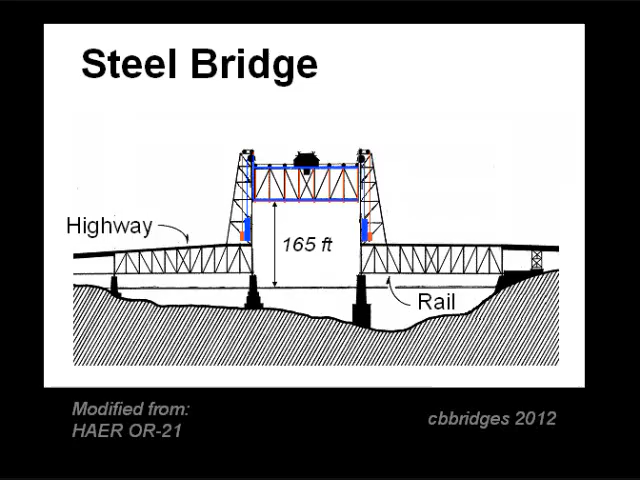 Steel Bridge
Highway
165 ft
Rail
Modified from:
HAER OR-21
cbbridges 2012